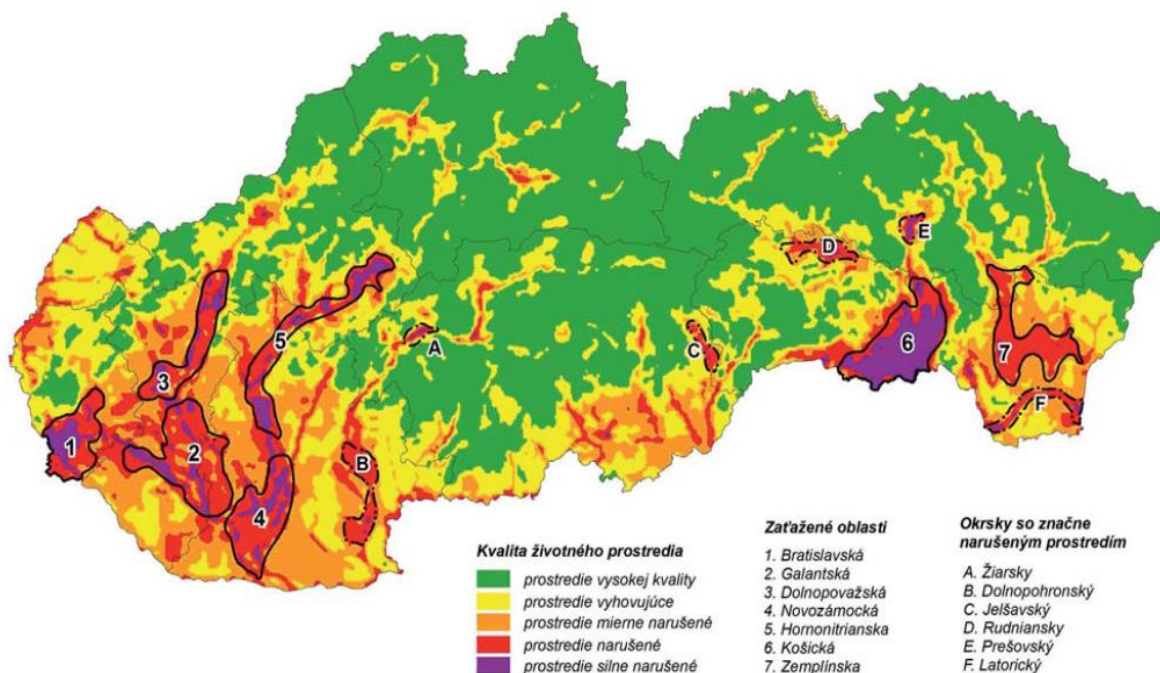 1
2
3
4
5
6
7
A
B
C
D
E
F
Kvalita životného prostredia
prostredie vysokej kvality
prostredie vyhovujúce
prostredie mierne narušené
prostredie narušené
prostredie silne narušené
Zaťažené oblasti
1. Bratislavská
2. Galantská
3. Dolnopovažská
4. Novozámocká
5. Hornonitrianska
6. Košická
7. Zemplínska
Okrsky so značne
narušeným prostredím
A. Žiarsky
B. Dolnopohronský
C. Jelšavský
D. Rudniansky
E. Prešovský
F. Latorický